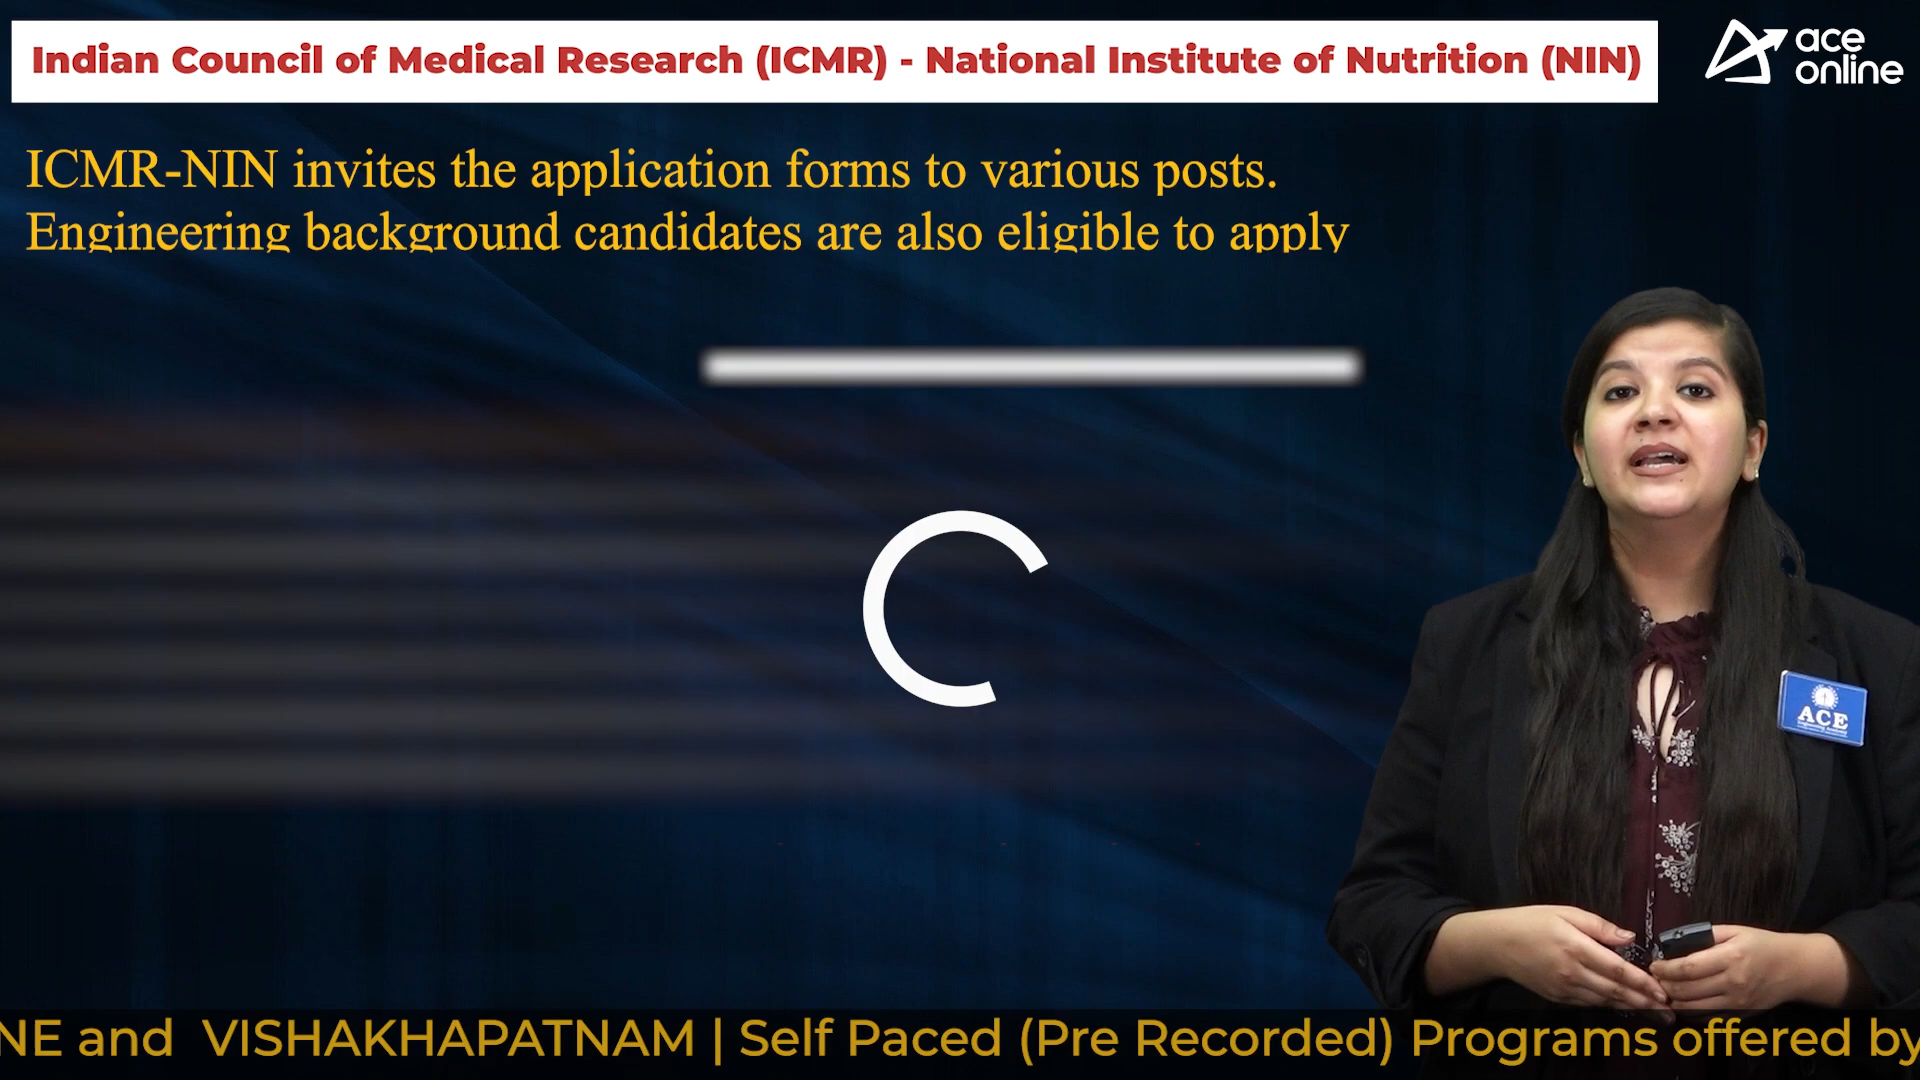 Indian Council of Medical Research (ICMR) - National Institute of Nutrition (NIN)
ace
online
ICMR-NIN invites the application forms to various posts.
Engineering background candidates are also eligible to apply
ACE
NE and VISHAKHAPATNAM | Self Paced (Pre Recorded) Programs offered by